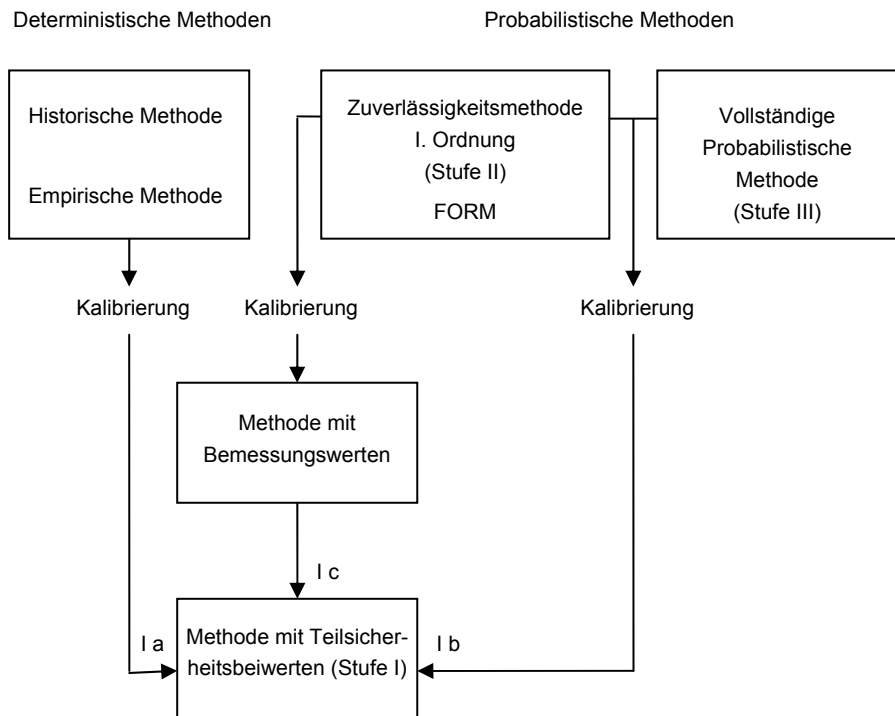 Deterministische Methoden
Probabilistische Methoden
Historische Methode
Empirische Methode
Zuverlässigkeitsmethode
I. Ordnung
(Stufe II)
FORM
Vollständige
Probabilistische
Methode
(Stufe III)
Kalibrierung
Kalibrierung
Kalibrierung
Methode mit
Bemessungswerten
I c
I a
Methode mit Teilsicher-
heitsbeiwerten (Stufe I)
I b